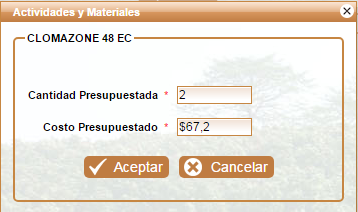 Actividades y Materiales
CLOMAZONE 48 EC
Cantidad Presupuestada * 2
Costo Presupuestado * $67,2
Aceptar Cancelar